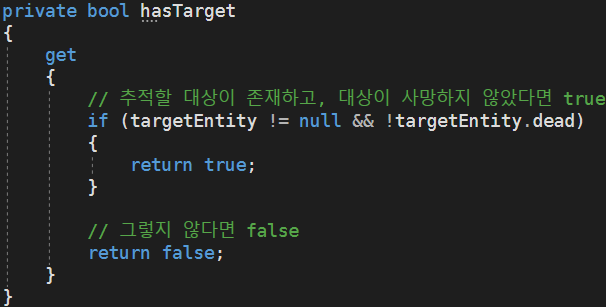 private bool hasTarget
{
get
{
// 추적할 대상이 존재하고, 대상이 사망하지 않았다면 true
if (targetEntity != null && !targetEntity.dead)
{
return true;
}
// 그렇지 않다면 false
return false;
}
}